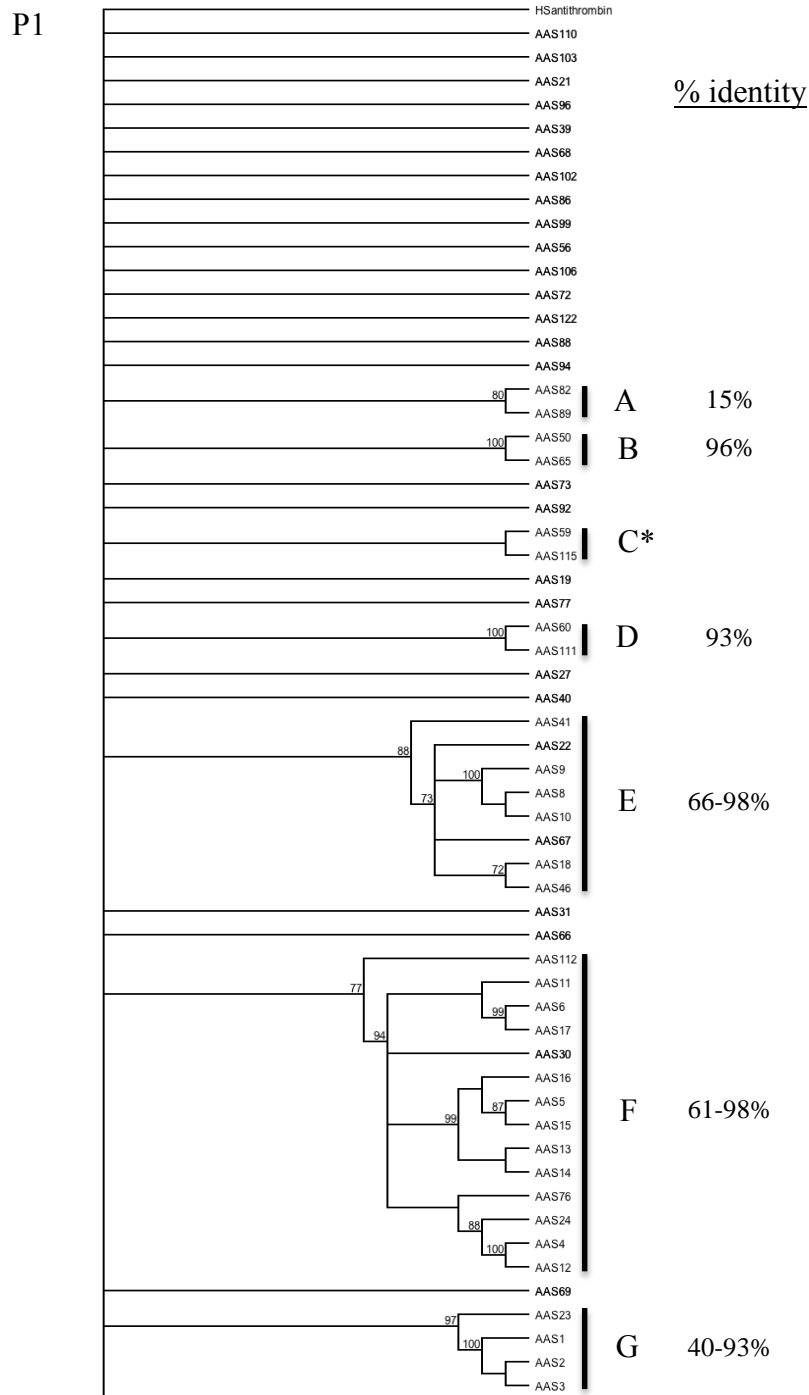 P1
HSantithrombin
AAS110
AAS103
AAS21
% identity
AAS96
AAS39
AAS68
AAS102
AAS86
AAS99
AAS56
AAS106
AAS72
AAS122
AAS88
AAS94
80 AAS82
AAS89
A 15%
100 AAS50
AAS65
B 96%
AAS73
AAS92
AAS59
AAS115
C*
AAS19
AAS77
100 AAS60
AAS111
D 93%
AAS27
AAS40
AAS41
88 AAS22
100 AAS9
73 AAS8
AAS10
E 66-98%
AAS67
72 AAS18
AAS46
AAS31
AAS66
AAS112
77 AAS11
99 AAS6
AAS17
94 AAS30
AAS16
87 AAS5
99 AAS15
F 61-98%
AAS13
AAS14
AAS76
88 AAS24
100 AAS4
AAS12
AAS69
97 AAS23
100 AAS1
AAS2
AAS3
G 40-93%